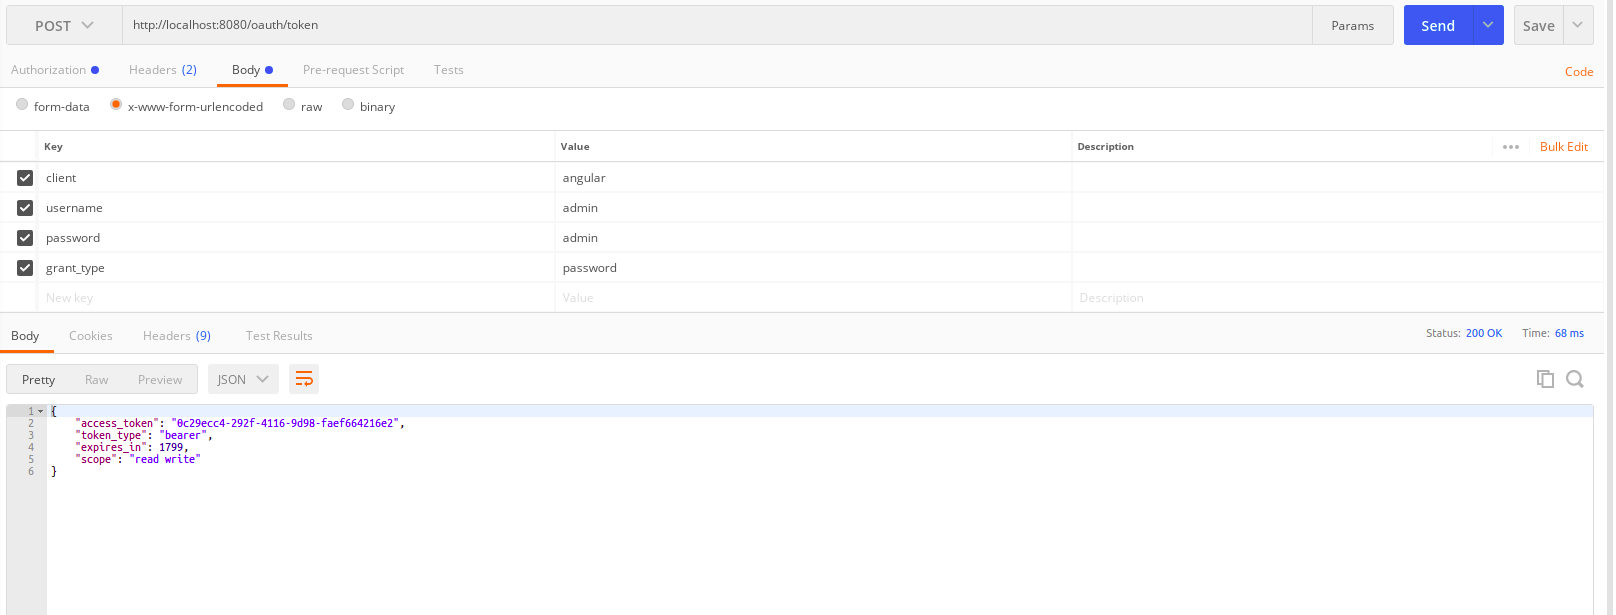 POST http://localhost:8080/oauth/token Params Send Save
Authorization Headers (2) Body Pre-request Script Tests Code
form-data x-www-form-urlencoded raw binary
Key Value Description ••• Bulk Edit
client angular
username admin
password admin
grant_type password
New key Value Description
Body Cookies Headers (9) Test Results Status: 200 OK Time: 68 ms
Pretty Raw Preview JSON
1 {
2 "access_token": "0c29ecc4-292f-4116-9d98-faef664216e2",
3 "token_type": "bearer",
4 "expires_in": 1799,
5 "scope": "read write"
6 }